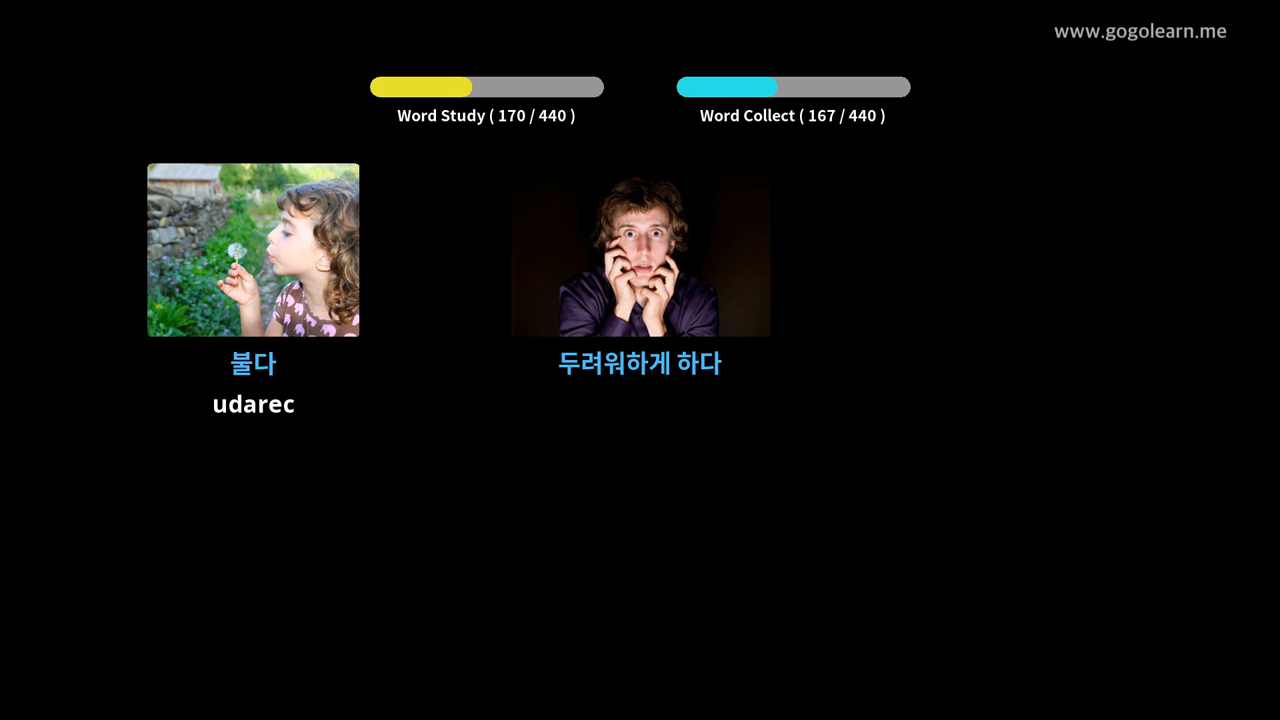 www.gogolearn.me
Word Study ( 170 / 440 )
Word Collect ( 167 / 440 )
불다
두려워하게 하다
udarec